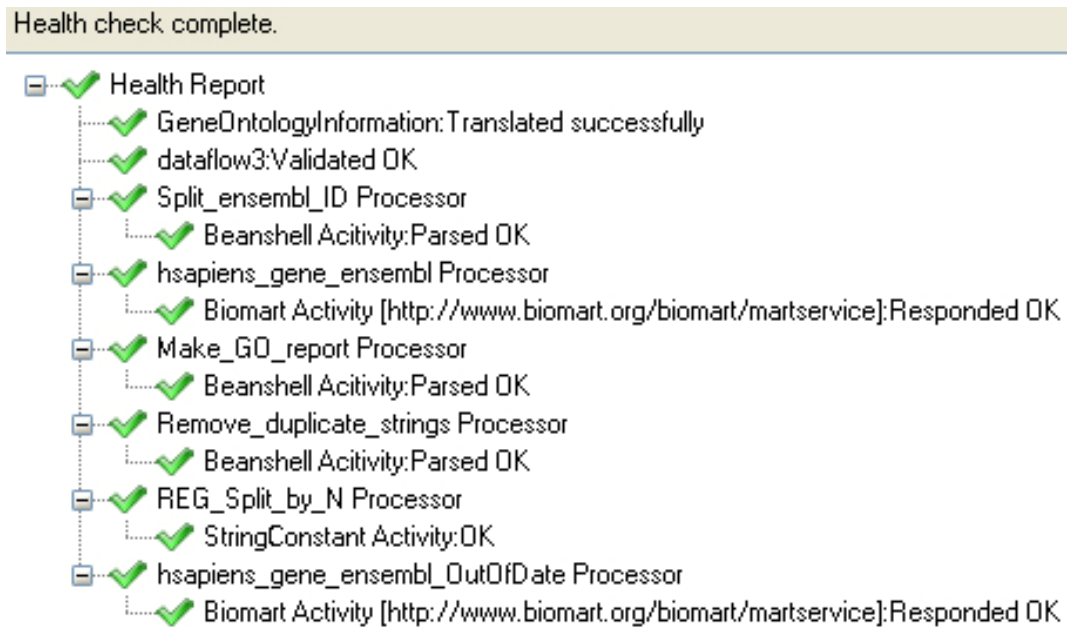 Health check complete.
Health Report
GeneOntologyInformation:Translated successfully
dataflow3:Validated OK
Split_ensembl_ID Processor
Beanshell Acitivity:Parsed OK
hsapiens_gene_ensembl Processor
Biomart Activity [http://www.biomart.org/biomart/martservice]:Responded OK
Make_GO_report Processor
Beanshell Acitivity:Parsed OK
Remove_duplicate_strings Processor
Beanshell Acitivity:Parsed OK
REG_Split_by_N Processor
StringConstant Activity:OK
hsapiens_gene_ensembl_OutOfDate Processor
Biomart Activity [http://www.biomart.org/biomart/martservice]:Responded OK